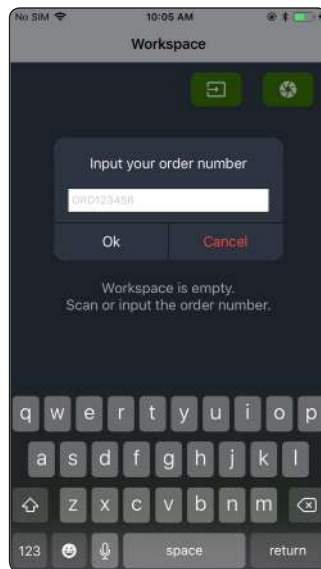 No SIM 10:05 AM
Workspace
Input your order number
ORD123456
Ok Cancel
Workspace is empty.
Scan or input the order number.
q w e r t y u i o p
a s d f g h j k l
z x c v b n m
123 space return